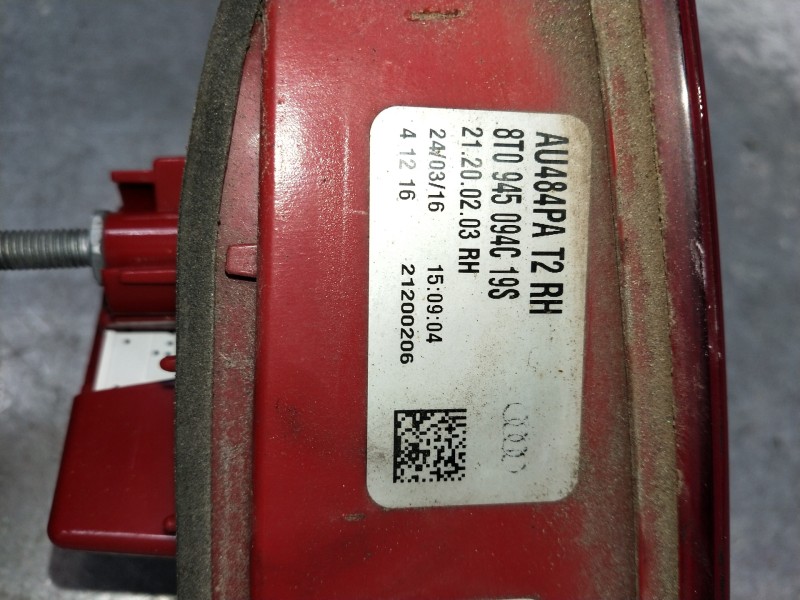 AU484PA T2 RH
8T0 945 094C 19S
21.20.02.03 RH
24/03/16 15:09:04
4 12 16 21200206